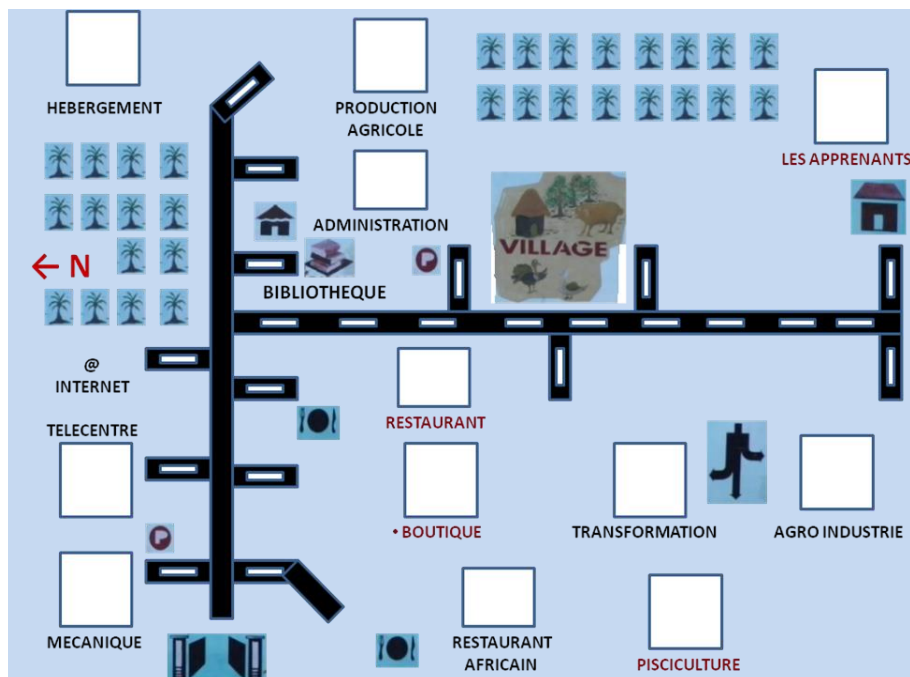 HEBERGEMENT
PRODUCTION
AGRICOLE
LES APPRENANTS
ADMINISTRATION
VILLAGE
← N
P
BIBLIOTHEQUE
@
INTERNET
RESTAURANT
TELECENTRE
• BOUTIQUE
TRANSFORMATION
AGRO INDUSTRIE
P
MECANIQUE
RESTAURANT
AFRICAIN
PISCICULTURE